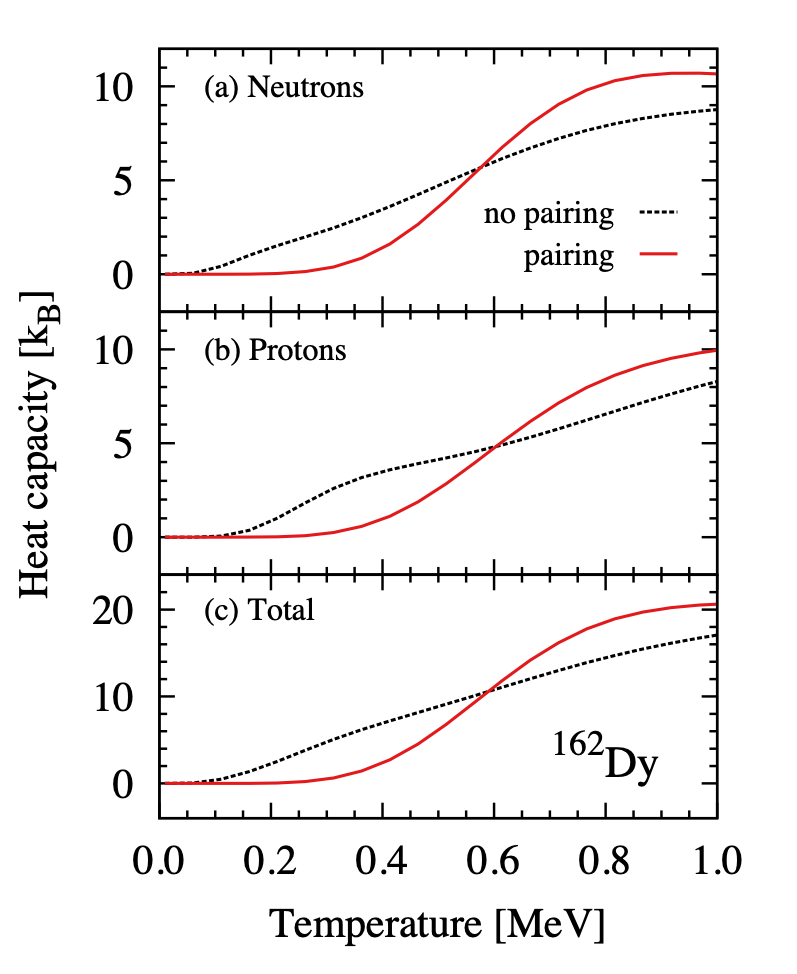 (a) Neutrons
10
5
0
no pairing
pairing
(b) Protons
10
5
0
(c) Total
20
10
0
¹⁶²Dy
Heat capacity [k_B]
0.0 0.2 0.4 0.6 0.8 1.0
Temperature [MeV]